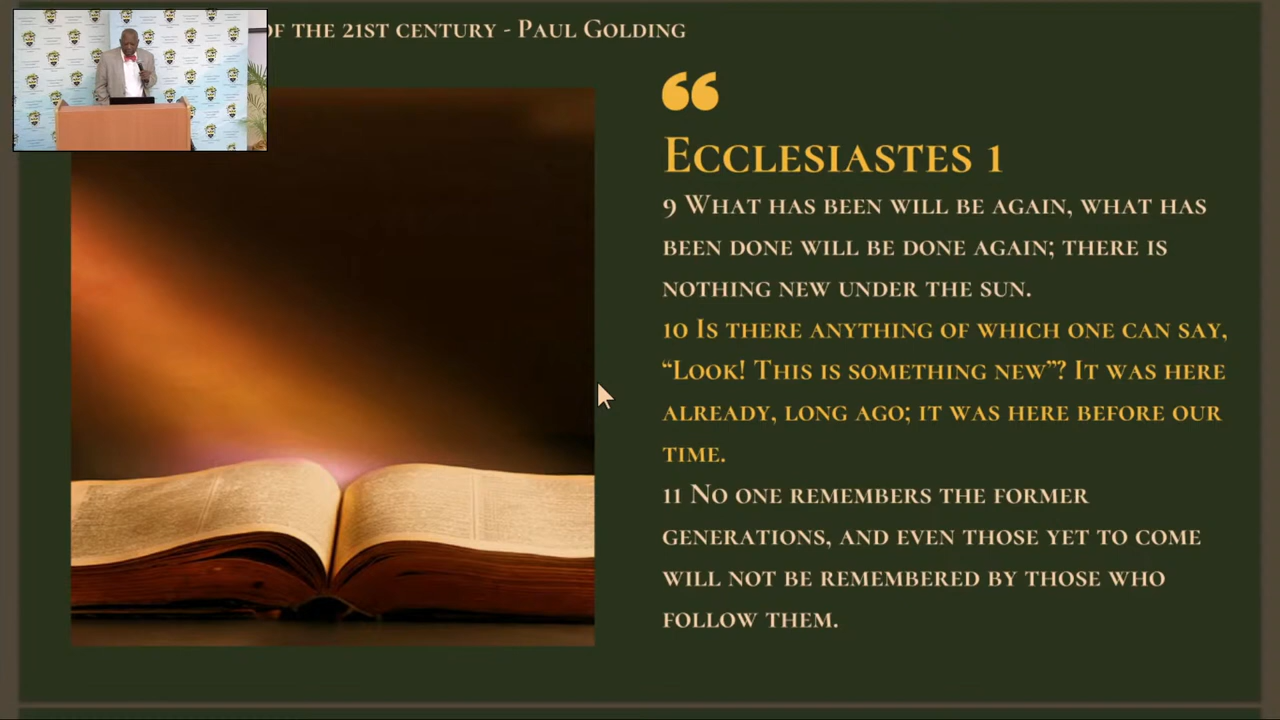 OF THE 21ST CENTURY - PAUL GOLDING
“
ECCLESIASTES 1
9 WHAT HAS BEEN WILL BE AGAIN, WHAT HAS
BEEN DONE WILL BE DONE AGAIN; THERE IS
NOTHING NEW UNDER THE SUN.
10 IS THERE ANYTHING OF WHICH ONE CAN SAY,
“LOOK! THIS IS SOMETHING NEW”? IT WAS HERE
ALREADY, LONG AGO; IT WAS HERE BEFORE OUR
TIME.
11 NO ONE REMEMBERS THE FORMER
GENERATIONS, AND EVEN THOSE YET TO COME
WILL NOT BE REMEMBERED BY THOSE WHO
FOLLOW THEM.